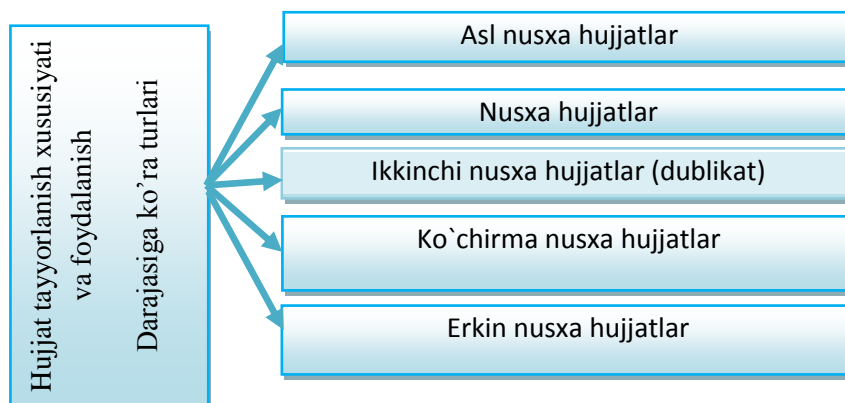 Hujjat tayyorlanish xususiyati
va foydalanish
Darajasiga ko’ra turlari
Asl nusxa hujjatlar
Nusxa hujjatlar
Ikkinchi nusxa hujjatlar (dublikat)
Ko`chirma nusxa hujjatlar
Erkin nusxa hujjatlar